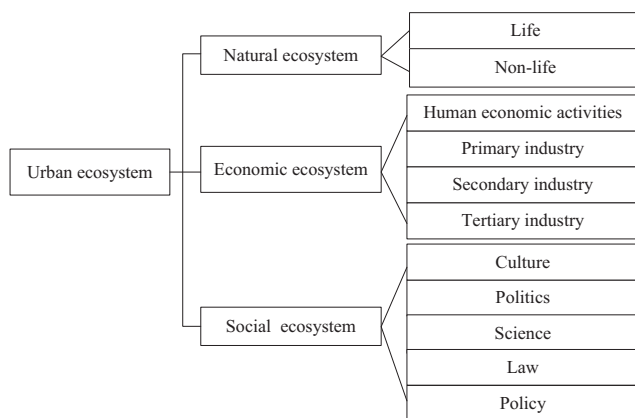 Urban ecosystem
Natural ecosystem
Life
Non-life
Economic ecosystem
Human economic activities
Primary industry
Secondary industry
Tertiary industry
Social ecosystem
Culture
Politics
Science
Law
Policy